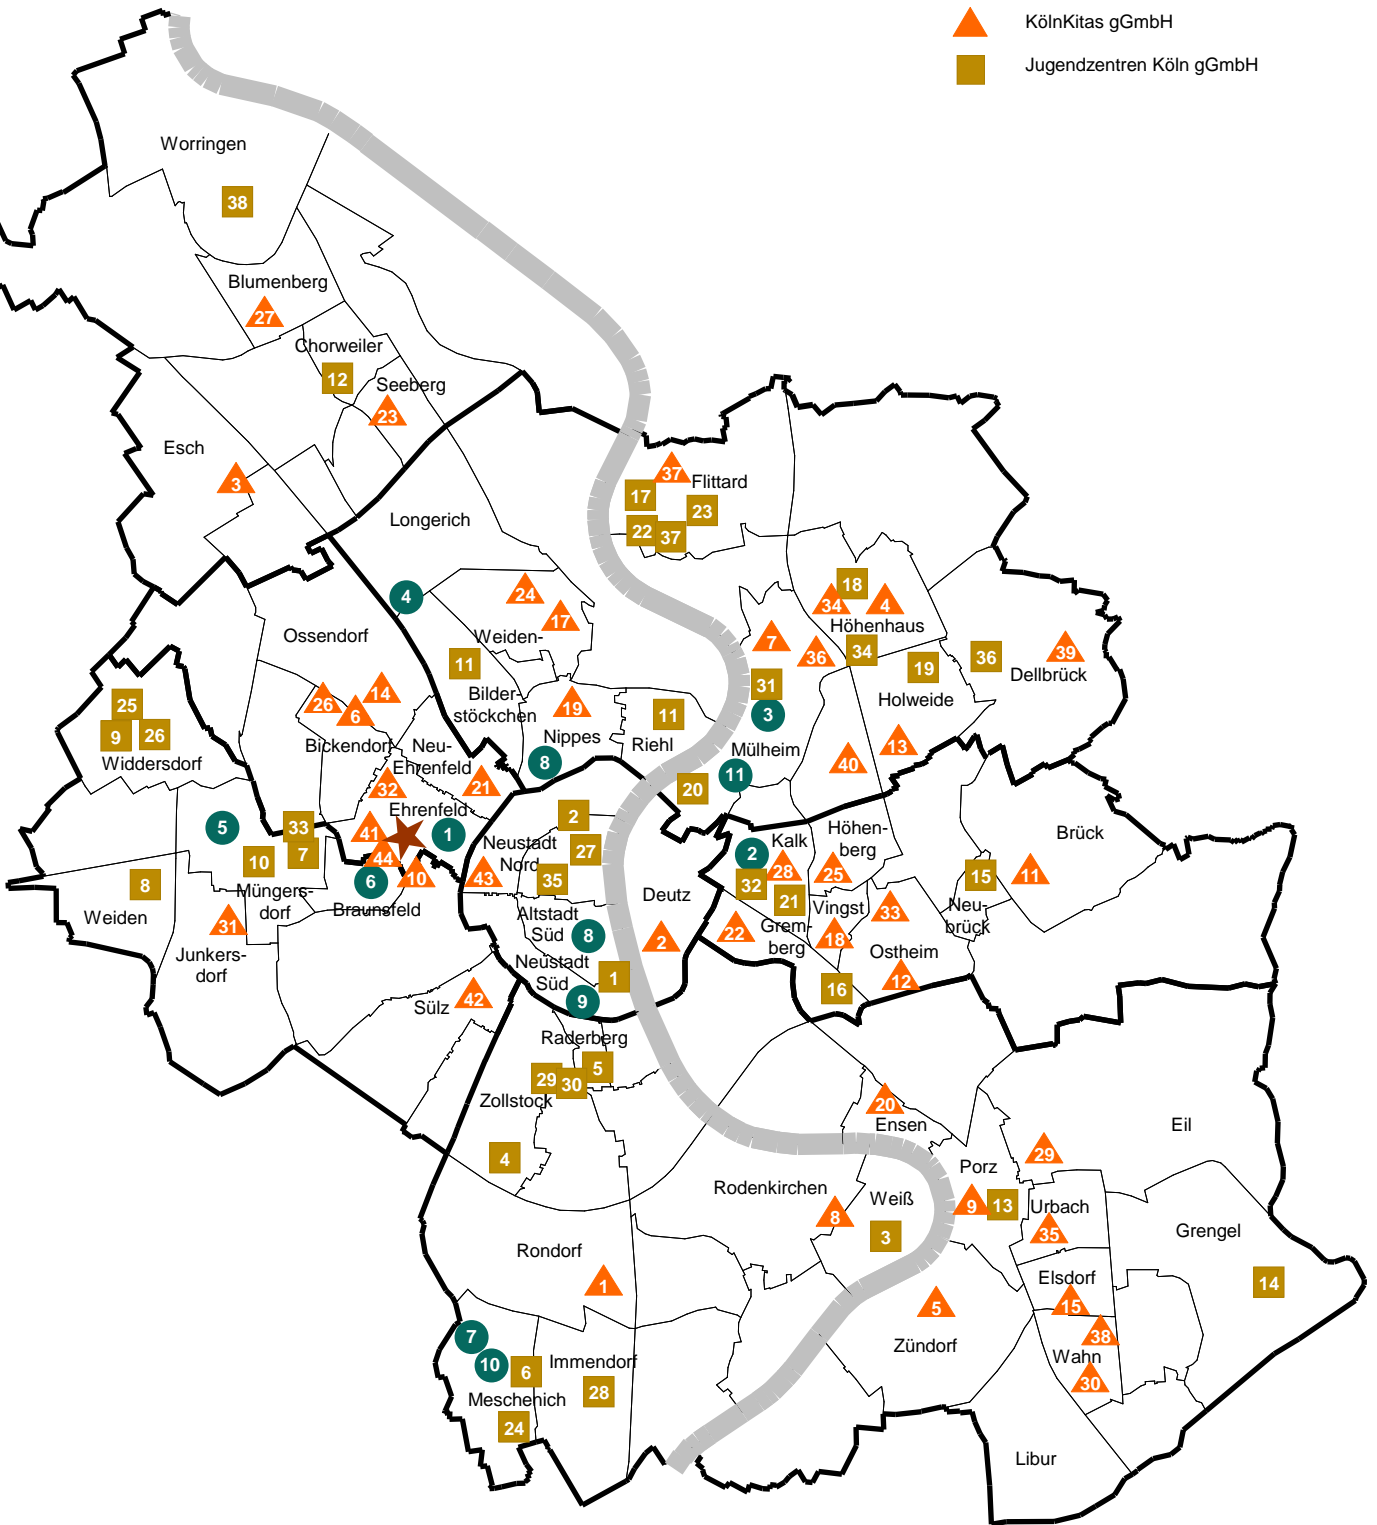 KölnKitas gGmbH
Jugendzentren Köln gGmbH
Worringen
38
Blumenberg
27
Chorweiler
12
Seeberg
23
Esch
3
37
Flittard
17
23
22
37
Longerich
4
24
17
Weiden-
11
Bilder-
stöckchen
19
Nippes
8
11
Riehl
18
34
4
Höhenhaus
7
36
34
19
Holweide
36
39
Dellbrück
31
3
Mülheim
11
20
40
13
Ossendorf
26
6
14
Bickendorf
Neu-
Ehrenfeld
32
21
Ehrenfeld
41
44
1
10
6
Braunsfeld
25
9
26
Widdersdorf
5
33
7
10
Müngers-
dorf
8
Weiden
31
Junkers-
dorf
2
Neustadt
Nord
27
43
35
Altstadt
Süd
8
Neustadt
Süd
1
9
Deutz
2
Kalk
2
28
32
21
22
Grem-
berg
Höhen-
berg
25
Vingst
18
16
33
Ostheim
12
15
Neu-
brück
11
Brück
Sülz
42
Raderberg
29
30
5
Zollstock
4
20
Ensen
Eil
29
Porz
9
13
Urbach
35
Rodenkirchen
8
Weiß
3
Grengel
14
Rondorf
1
Elsdorf
15
38
Wahn
30
5
Zündorf
7
10
6
Meschenich
24
Immendorf
28
Libur